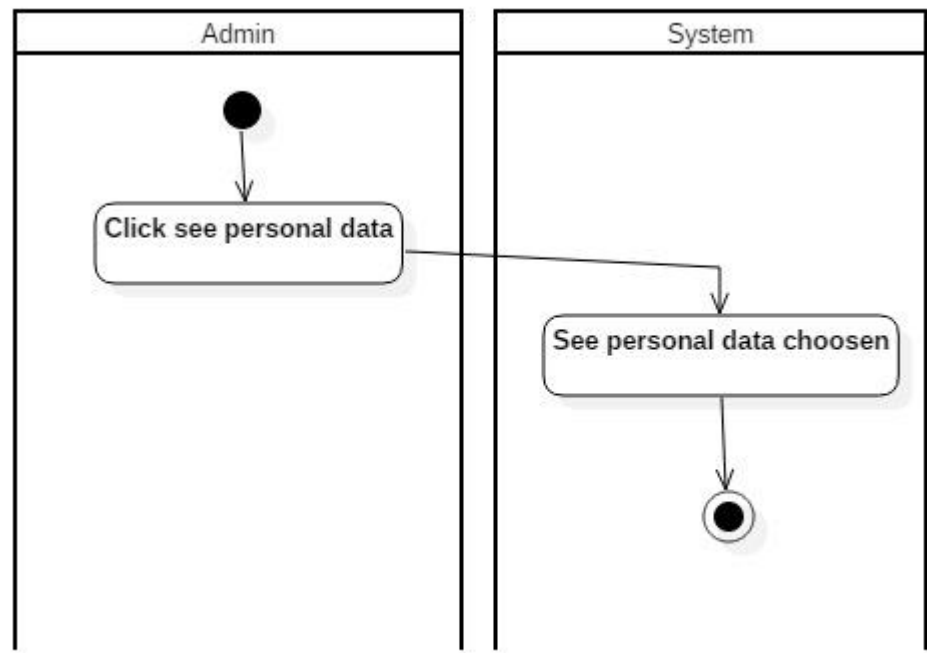 Admin
System
Click see personal data
See personal data choosen